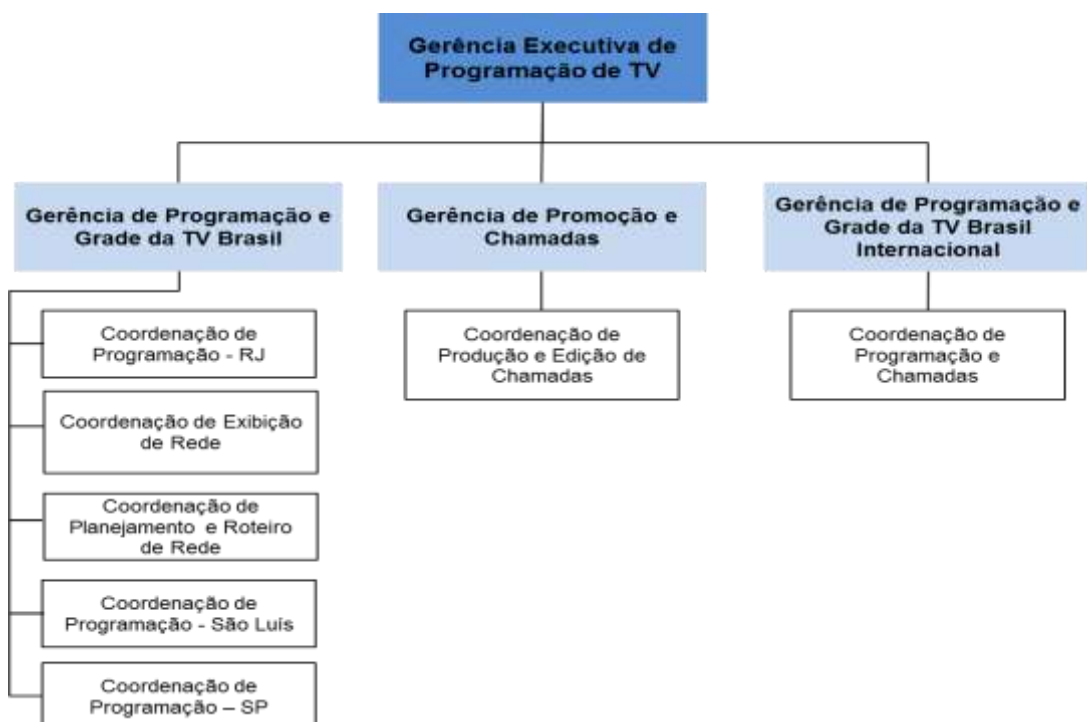 Gerência Executiva de
Programação de TV
Gerência de Programação e
Grade da TV Brasil
Gerência de Promoção e
Chamadas
Gerência de Programação e
Grade da TV Brasil
Internacional
Coordenação de
Programação - RJ
Coordenação de Exibição
de Rede
Coordenação de
Planejamento e Roteiro
de Rede
Coordenação de
Programação - São Luís
Coordenação de
Programação – SP
Coordenação de
Produção e Edição de
Chamadas
Coordenação de
Programação e
Chamadas